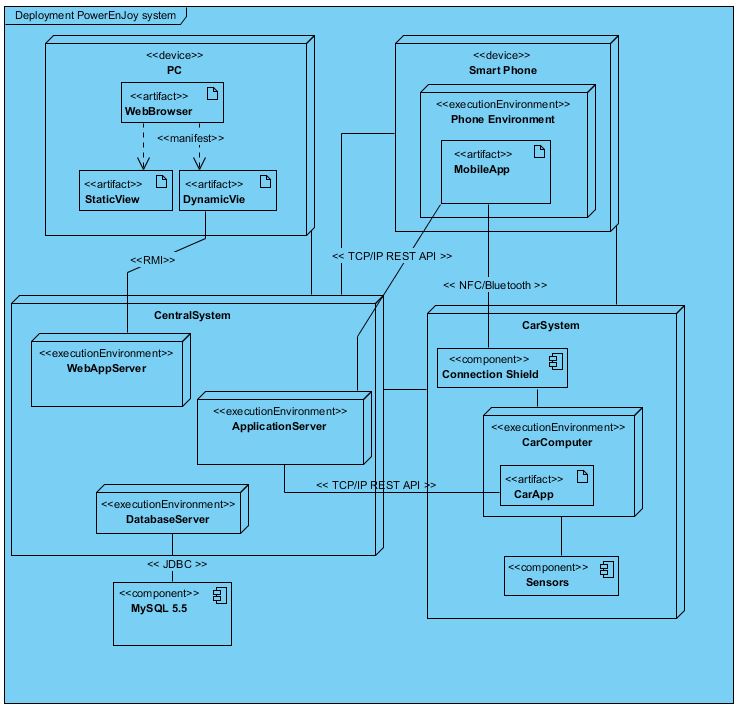 Deployment PowerEnJoy system
<<device>>
PC
<<artifact>>
WebBrowser
<<manifest>>
<<artifact>>
StaticView
<<artifact>>
DynamicVie
<<device>>
Smart Phone
<<executionEnvironment>>
Phone Environment
<<artifact>>
MobileApp
<<RMI>>
<< TCP/IP REST API >>
<< NFC/Bluetooth >>
CentralSystem
<<executionEnvironment>>
WebAppServer
<<executionEnvironment>>
ApplicationServer
<<executionEnvironment>>
DatabaseServer
<< JDBC >>
<<component>>
MySQL 5.5
CarSystem
<<component>>
Connection Shield
<<executionEnvironment>>
CarComputer
<<artifact>>
CarApp
<< TCP/IP REST API >>
<<component>>
Sensors